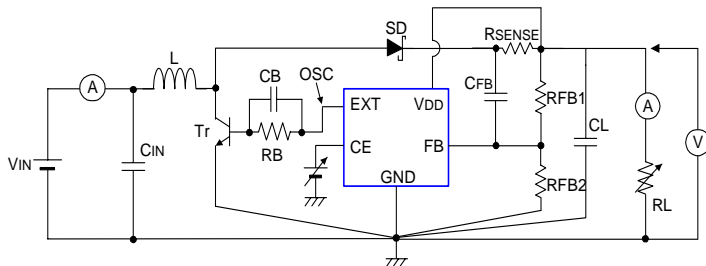 SD
RSENSE
L
CB
OSC
CFB
RFB1
A
EXT
VDD
A
Tr
CL
V
VIN
CIN
RB
CE
FB
GND
RFB2
RL